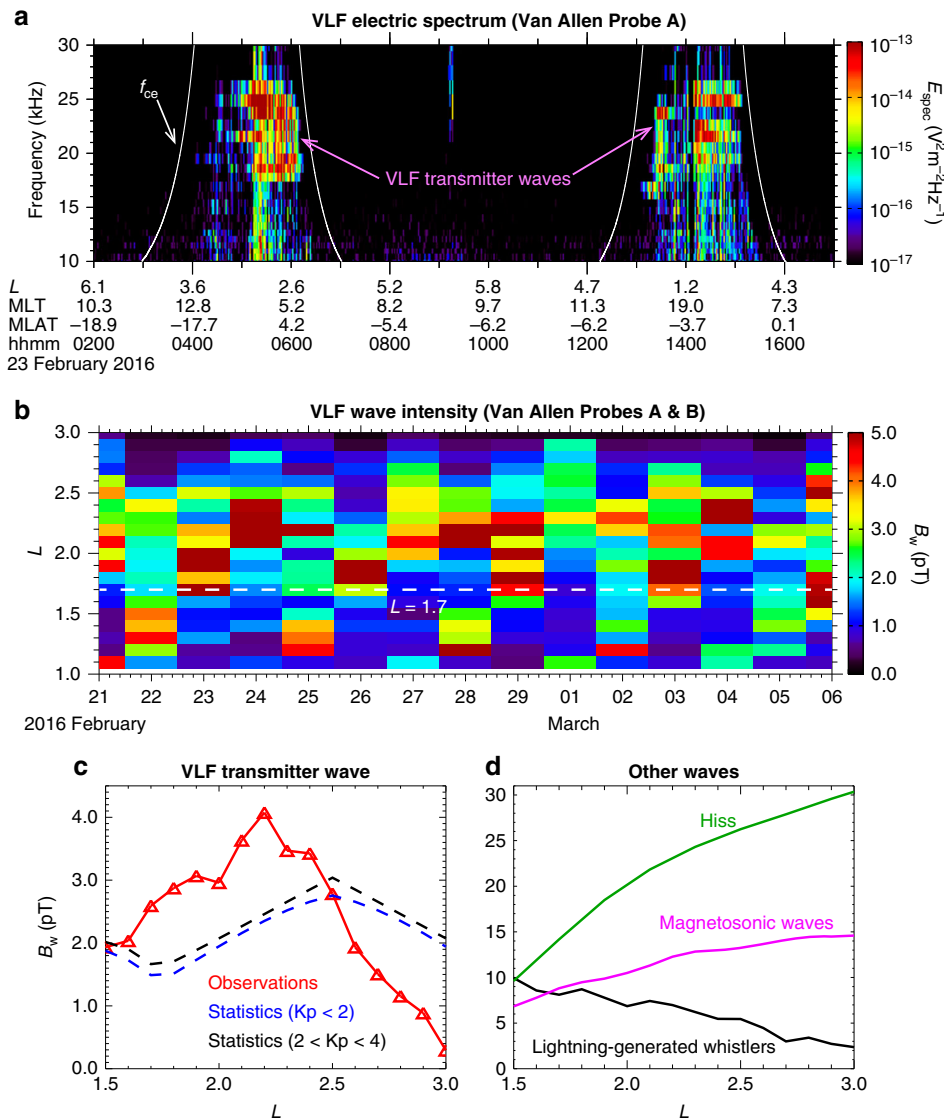 a
VLF electric spectrum (Van Allen Probe A)
30
25
20
15
10
Frequency (kHz)
fce
VLF transmitter waves
10−13
10−14
10−15
10−16
10−17
Espec (V2m−2Hz−1)
L 6.1 3.6 2.6 5.2 5.8 4.7 1.2 4.3
MLT 10.3 12.8 5.2 8.2 9.7 11.3 19.0 7.3
MLAT −18.9 −17.7 4.2 −5.4 −6.2 −6.2 −3.7 0.1
hhmm 0200 0400 0600 0800 1000 1200 1400 1600
23 February 2016
b
VLF wave intensity (Van Allen Probes A & B)
3.0
2.5
2.0
1.5
1.0
L
L = 1.7
5.0
4.0
3.0
2.0
1.0
0.0
Bw (pT)
21 22 23 24 25 26 27 28 29 01 02 03 04 05 06
2016 February March
c
VLF transmitter wave
4.0
3.0
2.0
1.0
0.0
Bw (pT)
Observations
Statistics (Kp < 2)
Statistics (2 < Kp < 4)
1.5 2.0 2.5 3.0
L
d
Other waves
30
25
20
15
10
5
0
Hiss
Magnetosonic waves
Lightning-generated whistlers
1.5 2.0 2.5 3.0
L